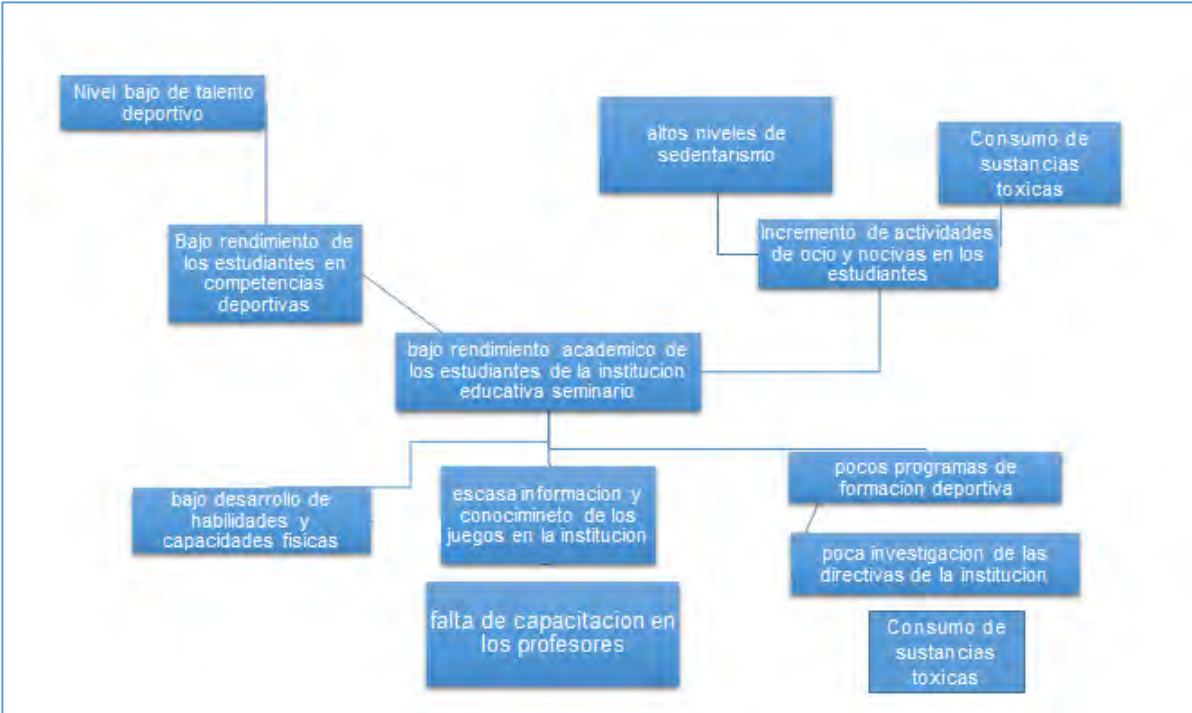 Nivel bajo de talento
deportivo
altos niveles de
sedentarismo
Consumo de
sustancias
toxicas
Bajo rendimiento de
los estudiantes en
competencias
deportivas
Incremento de actividades
de ocio y nocivas en los
estudiantes
bajo rendimiento academico de
los estudiantes de la institucion
educativa seminario
bajo desarrollo de
habilidades y
capacidades fisicas
escasa informacion y
conocimineto de los
juegos en la institucion
pocos programas de
formacion deportiva
poca investigacion de las
directivas de la institucion
falta de capacitacion en
los profesores
Consumo de
sustancias
toxicas